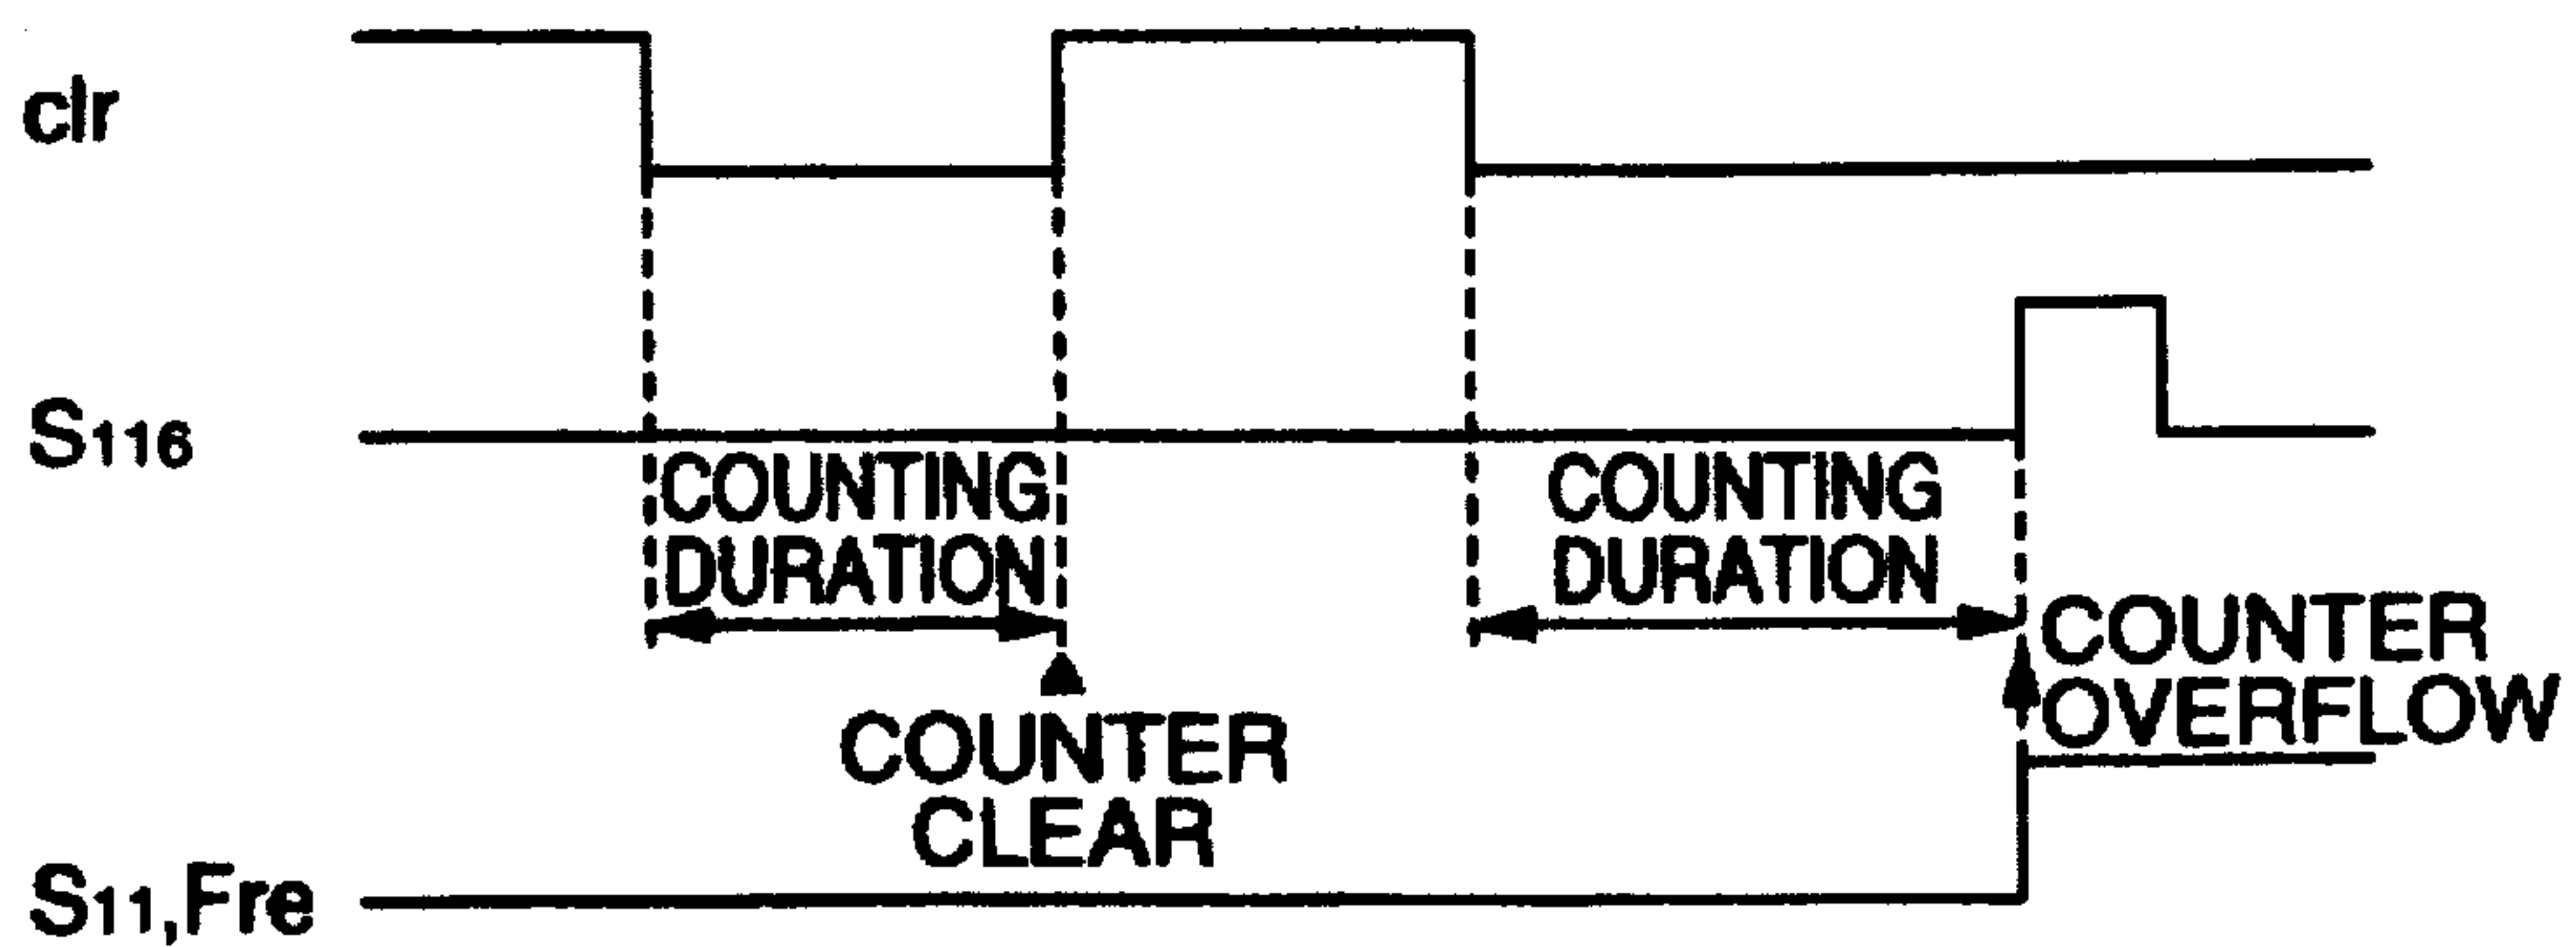 clr
S116
COUNTING
DURATION
COUNTING
DURATION
COUNTER
OVERFLOW
COUNTER
CLEAR
S11,Fre